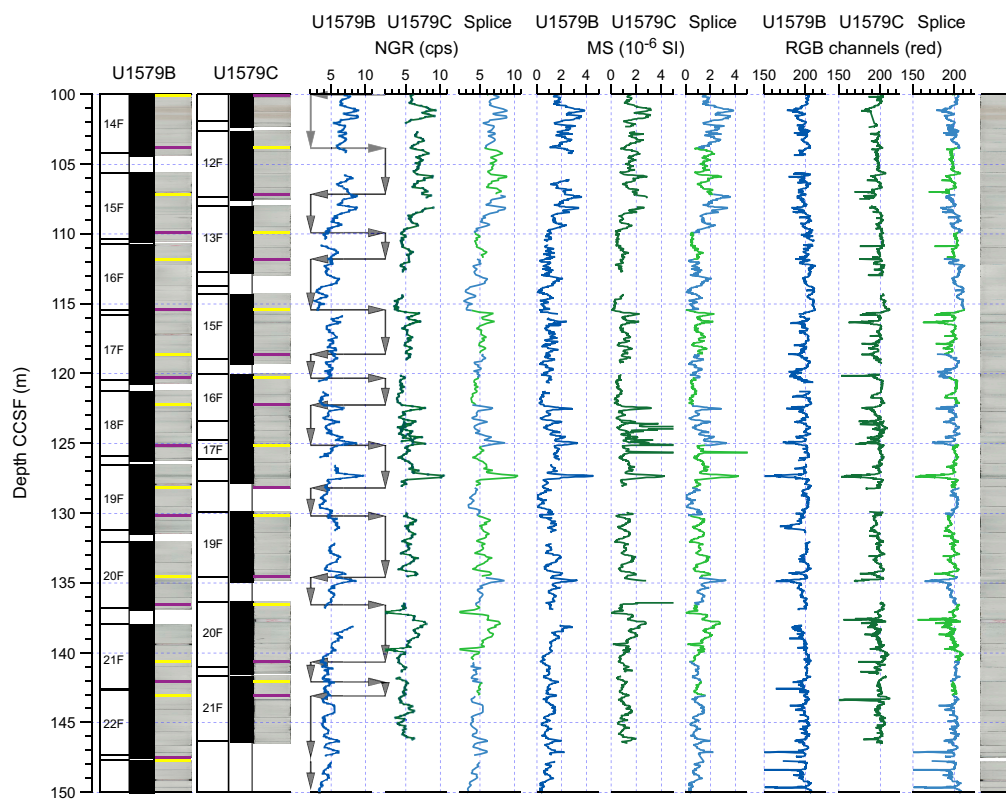 U1579B U1579C Splice U1579B U1579C Splice U1579B U1579C Splice
NGR (cps) MS (10⁻⁶ SI) RGB channels (red)
U1579B U1579C 5 10 5 10 5 10 0 2 4 0 2 4 0 2 4 150 200 150 200 150 200
100
14F
12F
105
15F
13F
110
16F
115
15F
17F
120
16F
18F
17F
125
19F
130
19F
20F
135
20F
140
21F
21F
145
22F
150
Depth CCSF (m)